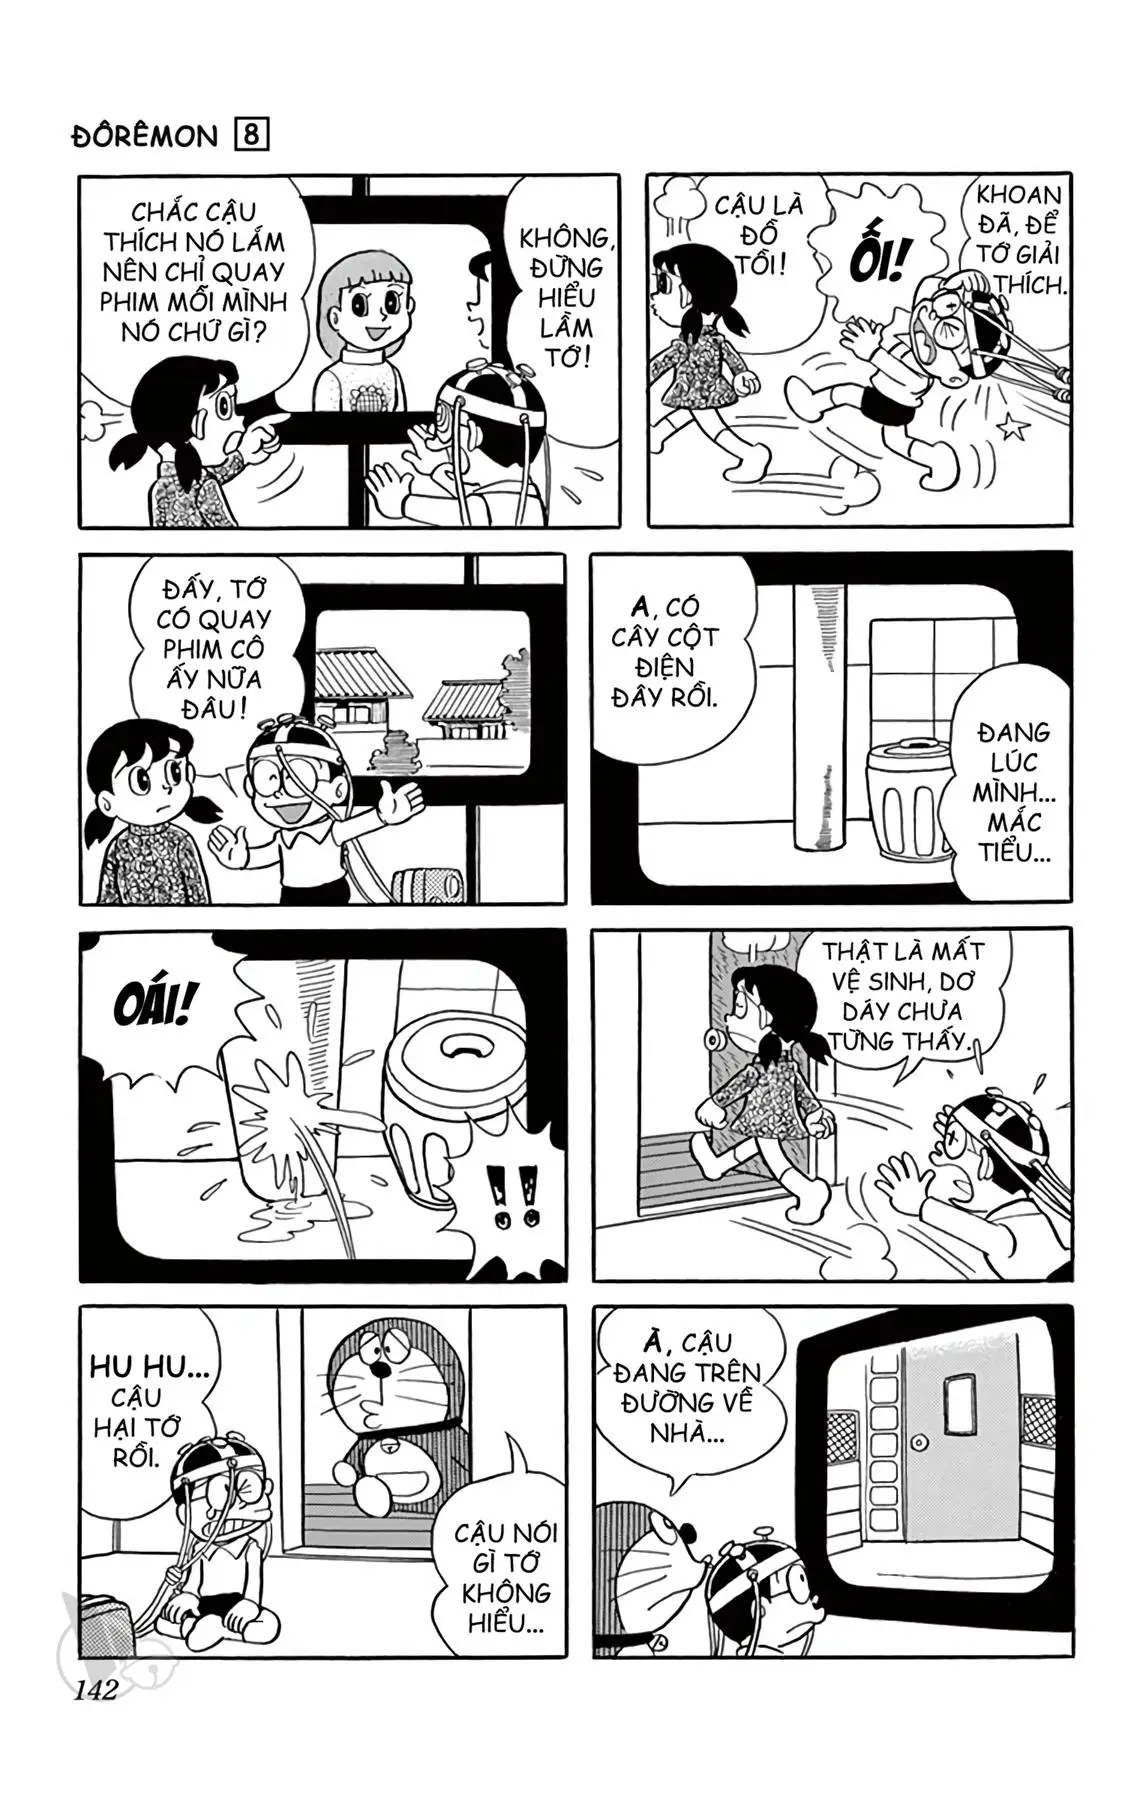 ĐÔRÊMON 8
CHẮC CẬU
THÍCH NÓ LẮM
NÊN CHỈ QUAY
PHIM MỖI MÌNH
NÓ CHỨ GÌ?
KHÔNG,
ĐỪNG
HIỂU
LẦM
TỚ!
CẬU LÀ
ĐỒ
TỒI!
ỐI!
KHOAN
ĐÃ, ĐỂ
TỚ GIẢI
THÍCH.
ĐẤY, TỚ
CÓ QUAY
PHIM CÔ
ẤY NỮA
ĐÂU!
A, CÓ
CÂY CỘT
ĐIỆN
ĐÂY RỒI.
ĐANG
LÚC
MÌNH...
MẮC
TIỂU...
OÁI!
!!
THẬT LÀ MẤT
VỆ SINH, DƠ
DÁY CHƯA
TỪNG THẤY.
HU HU...
CẬU
HẠI TỚ
RỒI.
CẬU NÓI
GÌ TỚ
KHÔNG
HIỂU...
À, CẬU
ĐANG TRÊN
ĐƯỜNG VỀ
NHÀ...
142